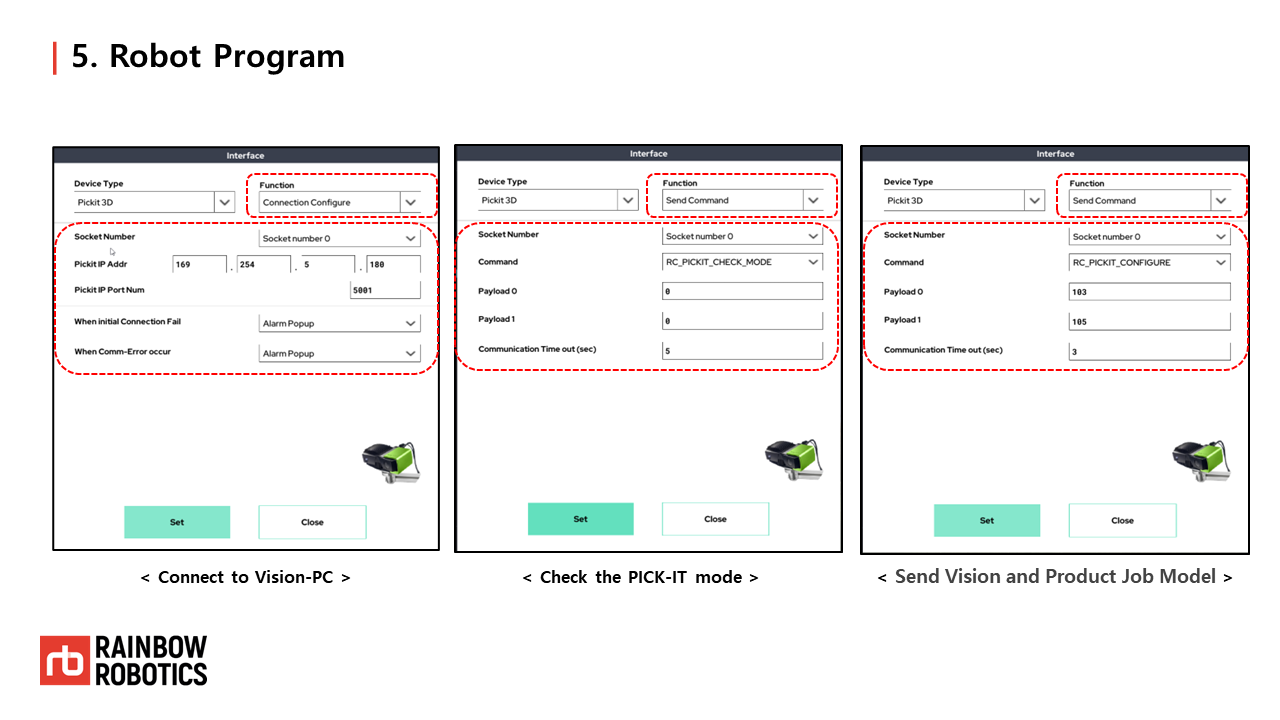 5. Robot Program
Interface
Device Type
Function
Pickit 3D
Connection Configure
Socket Number
Socket number 0
Pickit IP Addr
169 . 254 . 5 . 180
Pickit IP Port Num
5001
When initial Connection Fail
Alarm Popup
When Comm-Error occur
Alarm Popup
Set
Close
< Connect to Vision-PC >
Interface
Device Type
Function
Pickit 3D
Send Command
Socket Number
Socket number 0
Command
RC_PICKIT_CHECK_MODE
Payload 0
0
Payload 1
0
Communication Time out (sec)
5
Set
Close
< Check the PICK-IT mode >
Interface
Device Type
Function
Pickit 3D
Send Command
Socket Number
Socket number 0
Command
RC_PICKIT_CONFIGURE
Payload 0
103
Payload 1
105
Communication Time out (sec)
3
Set
Close
< Send Vision and Product Job Model >
rb
RAINBOW
ROBOTICS